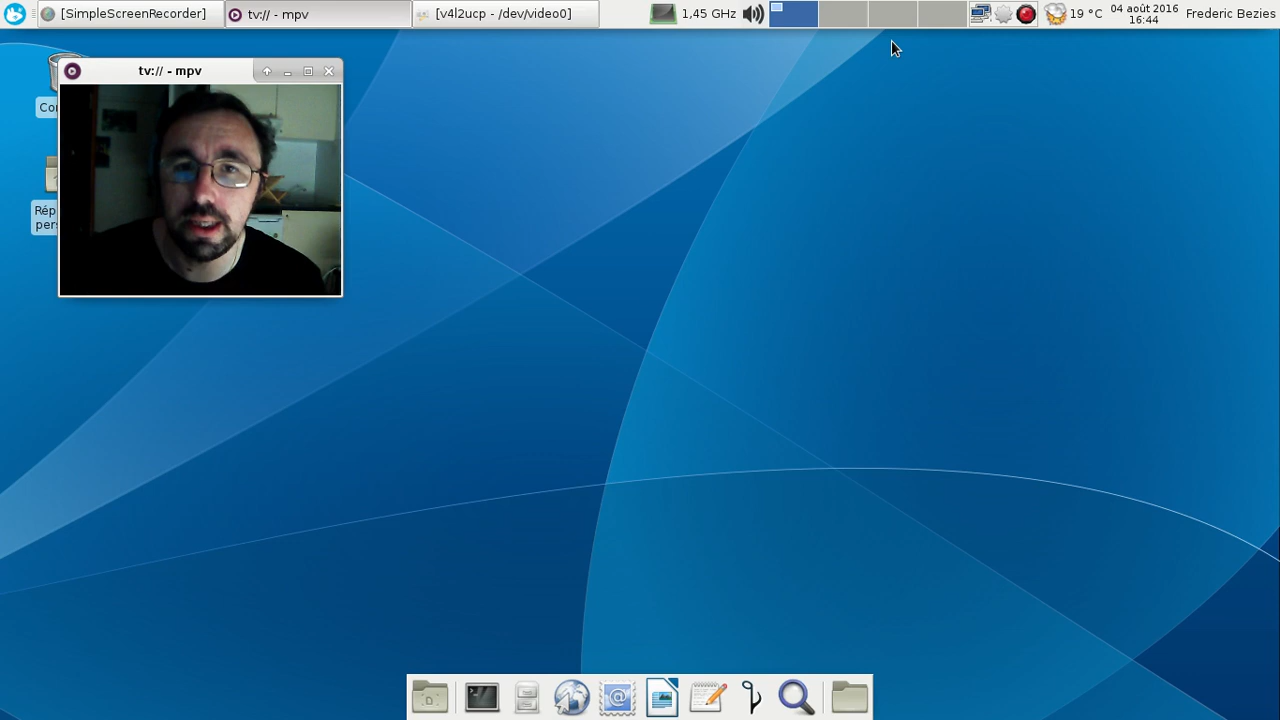 [SimpleScreenRecorder]
tv:// - mpv
[v4l2ucp - /dev/video0]
1,45 GHz
19 °C
04 août 2016
16:44
Frederic Bezies
tv:// - mpv
Co
Rép
pers
@